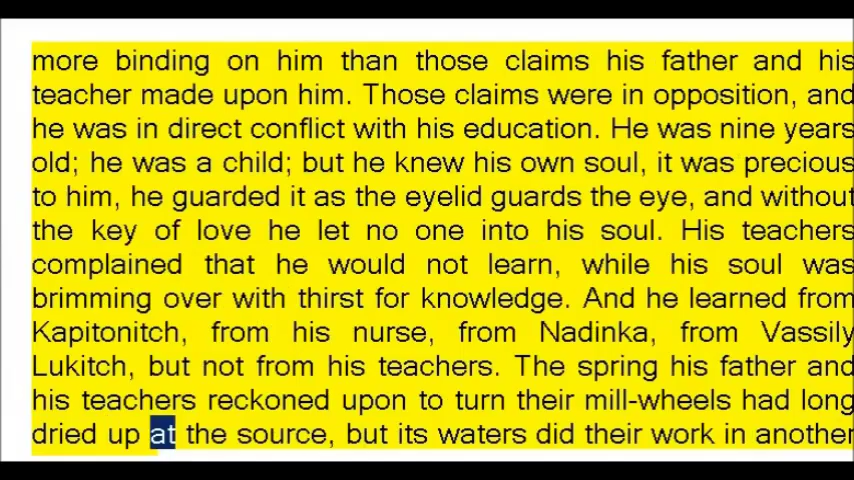 more binding on him than those claims his father and his
teacher made upon him. Those claims were in opposition, and
he was in direct conflict with his education. He was nine years
old; he was a child; but he knew his own soul, it was precious
to him, he guarded it as the eyelid guards the eye, and without
the key of love he let no one into his soul. His teachers
complained that he would not learn, while his soul was
brimming over with thirst for knowledge. And he learned from
Kapitonitch, from his nurse, from Nadinka, from Vassily
Lukitch, but not from his teachers. The spring his father and
his teachers reckoned upon to turn their mill-wheels had long
dried up at the source, but its waters did their work in another